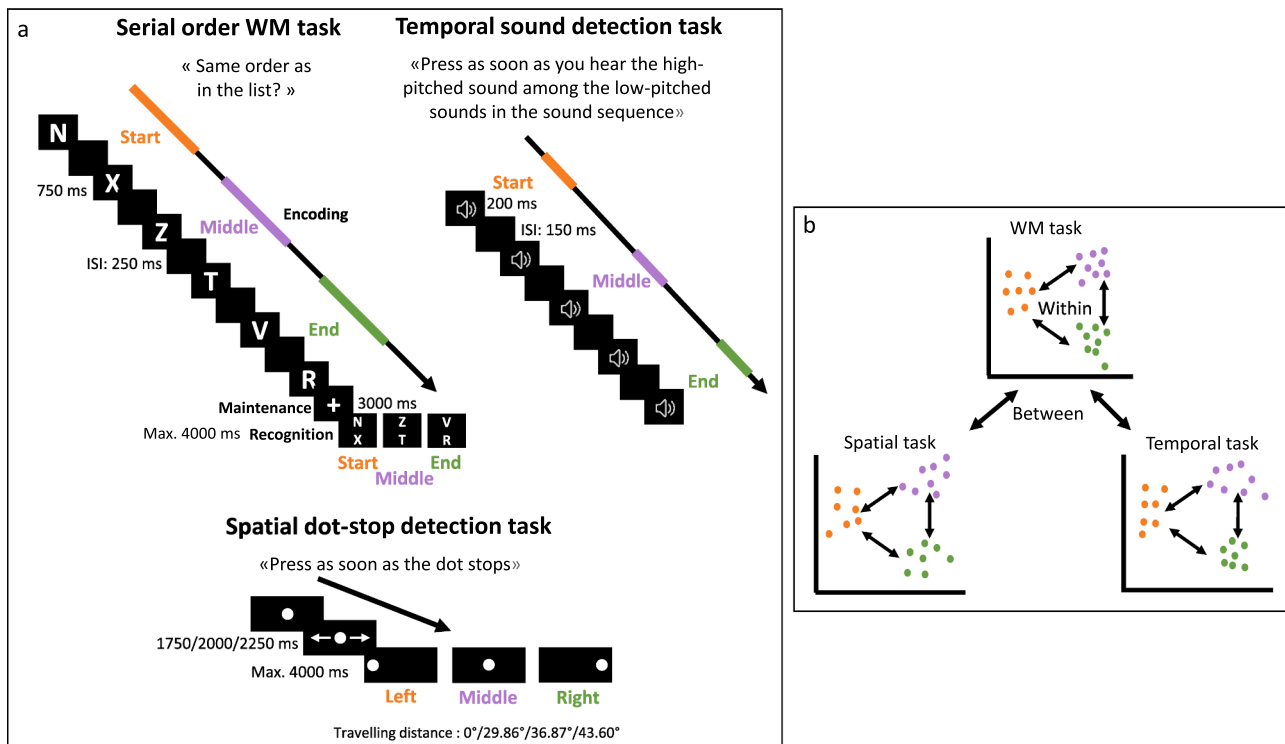 a
Serial order WM task
« Same order as
in the list? »
Start
N
X
750 ms
Z
Middle
Encoding
ISI: 250 ms
T
V
End
R
Maintenance
+
3000 ms
Max. 4000 ms
Recognition
N
X
Z
T
V
R
Start
Middle
End
Temporal sound detection task
«Press as soon as you hear the high-
pitched sound among the low-pitched
sounds in the sound sequence»
Start
200 ms
ISI: 150 ms
Middle
End
Spatial dot-stop detection task
«Press as soon as the dot stops»
1750/2000/2250 ms
Max. 4000 ms
Left
Middle
Right
Travelling distance : 0°/29.86°/36.87°/43.60°
b
WM task
Within
Between
Spatial task
Temporal task